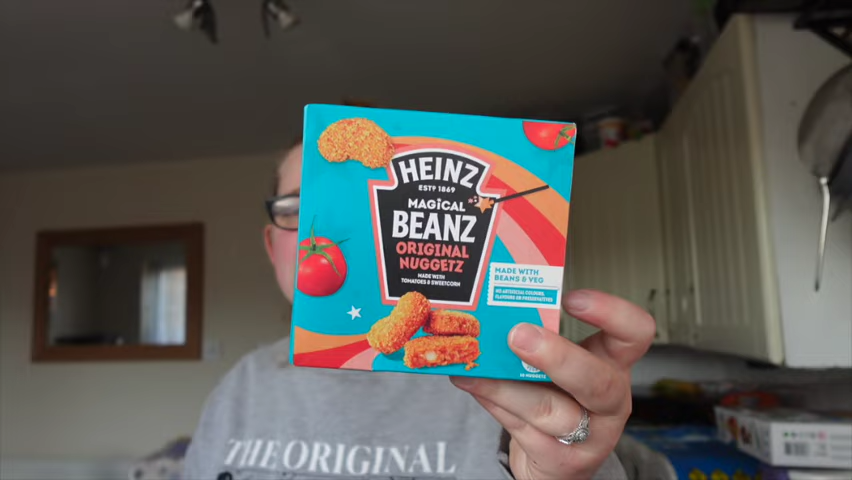 HEINZ
ESTD 1869
MAGiCAL
BEANZ
ORIGINAL
NUGGETZ
MADE WITH
TOMATOES & SWEETCORN
MADE WITH
BEANS & VEG
NO ARTIFICIAL COLOURS,
FLAVOURS OR PRESERVATIVES
NUGGETZ
THE ORIGINAL